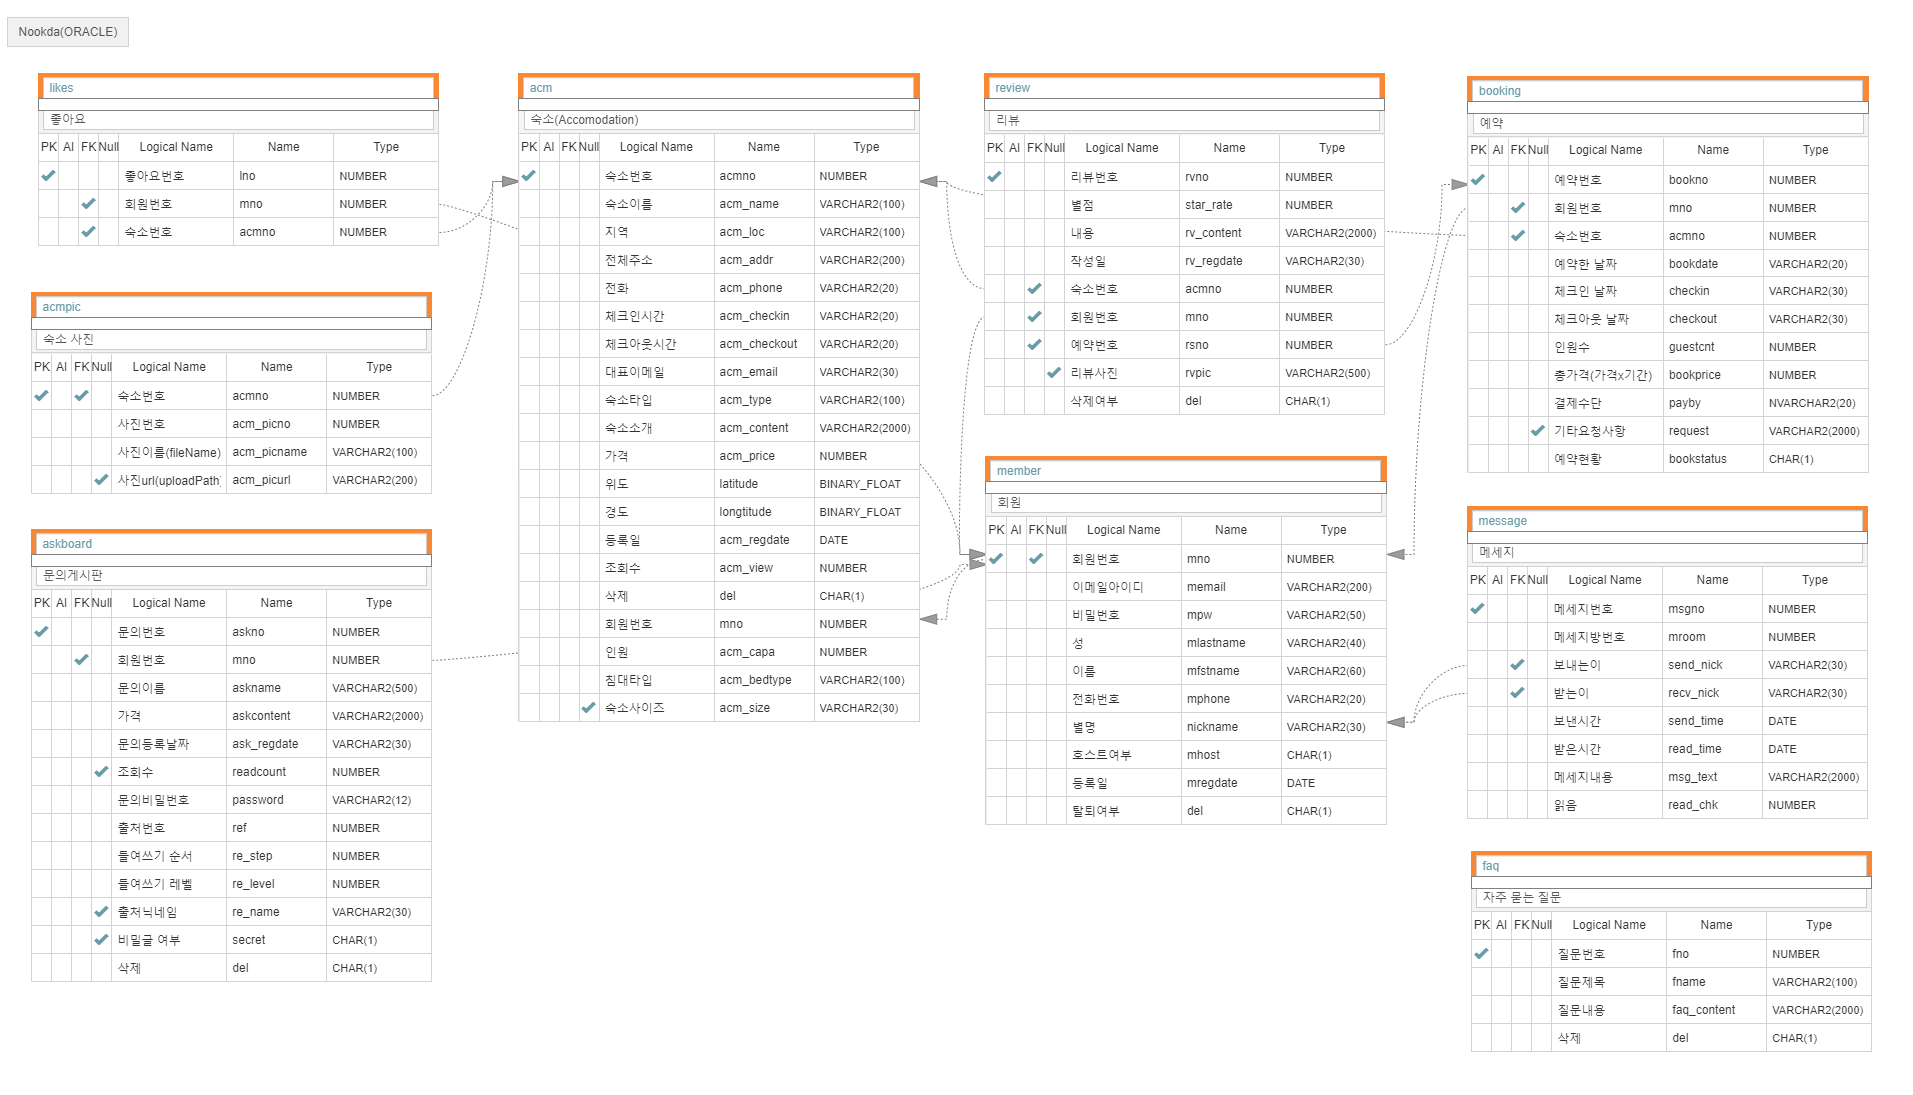 Nookda(ORACLE)
likes
좋아요
PK AI FK Null Logical Name Name Type
좋아요번호 lno NUMBER
회원번호 mno NUMBER
숙소번호 acmno NUMBER
acmpic
숙소 사진
PK AI FK Null Logical Name Name Type
숙소번호 acmno NUMBER
사진번호 acm_picno NUMBER
사진이름(fileName) acm_picname VARCHAR2(100)
사진url(uploadPath) acm_picurl VARCHAR2(200)
askboard
문의게시판
PK AI FK Null Logical Name Name Type
문의번호 askno NUMBER
회원번호 mno NUMBER
문의이름 askname VARCHAR2(500)
가격 askcontent VARCHAR2(2000)
문의등록날짜 ask_regdate VARCHAR2(30)
조회수 readcount NUMBER
문의비밀번호 password VARCHAR2(12)
출처번호 ref NUMBER
들여쓰기 순서 re_step NUMBER
들여쓰기 레벨 re_level NUMBER
출처닉네임 re_name VARCHAR2(30)
비밀글 여부 secret CHAR(1)
삭제 del CHAR(1)
acm
숙소(Accomodation)
PK AI FK Null Logical Name Name Type
숙소번호 acmno NUMBER
숙소이름 acm_name VARCHAR2(100)
지역 acm_loc VARCHAR2(100)
전체주소 acm_addr VARCHAR2(200)
전화 acm_phone VARCHAR2(20)
체크인시간 acm_checkin VARCHAR2(20)
체크아웃시간 acm_checkout VARCHAR2(20)
대표이메일 acm_email VARCHAR2(30)
숙소타입 acm_type VARCHAR2(100)
숙소소개 acm_content VARCHAR2(2000)
가격 acm_price NUMBER
위도 latitude BINARY_FLOAT
경도 longtitude BINARY_FLOAT
등록일 acm_regdate DATE
조회수 acm_view NUMBER
삭제 del CHAR(1)
회원번호 mno NUMBER
인원 acm_capa NUMBER
침대타입 acm_bedtype VARCHAR2(100)
숙소사이즈 acm_size VARCHAR2(30)
review
리뷰
PK AI FK Null Logical Name Name Type
리뷰번호 rvno NUMBER
별점 star_rate NUMBER
내용 rv_content VARCHAR2(2000)
작성일 rv_regdate VARCHAR2(30)
숙소번호 acmno NUMBER
회원번호 mno NUMBER
예약번호 rsno NUMBER
리뷰사진 rvpic VARCHAR2(500)
삭제여부 del CHAR(1)
member
회원
PK AI FK Null Logical Name Name Type
회원번호 mno NUMBER
이메일아이디 memail VARCHAR2(200)
비밀번호 mpw VARCHAR2(50)
성 mlastname VARCHAR2(40)
이름 mfstname VARCHAR2(60)
전화번호 mphone VARCHAR2(20)
별명 nickname VARCHAR2(30)
호스트여부 mhost CHAR(1)
등록일 mregdate DATE
탈퇴여부 del CHAR(1)
booking
예약
PK AI FK Null Logical Name Name Type
예약번호 bookno NUMBER
회원번호 mno NUMBER
숙소번호 acmno NUMBER
예약한 날짜 bookdate VARCHAR2(20)
체크인 날짜 checkin VARCHAR2(30)
체크아웃 날짜 checkout VARCHAR2(30)
인원수 guestcnt NUMBER
총가격(가격x기간) bookprice NUMBER
결제수단 payby NVARCHAR2(20)
기타요청사항 request VARCHAR2(2000)
예약현황 bookstatus CHAR(1)
message
메세지
PK AI FK Null Logical Name Name Type
메세지번호 msgno NUMBER
메세지방번호 mroom NUMBER
보내는이 send_nick VARCHAR2(30)
받는이 recv_nick VARCHAR2(30)
보낸시간 send_time DATE
받은시간 read_time DATE
메세지내용 msg_text VARCHAR2(2000)
읽음 read_chk NUMBER
faq
자주 묻는 질문
PK AI FK Null Logical Name Name Type
질문번호 fno NUMBER
질문제목 fname VARCHAR2(100)
질문내용 faq_content VARCHAR2(2000)
삭제 del CHAR(1)